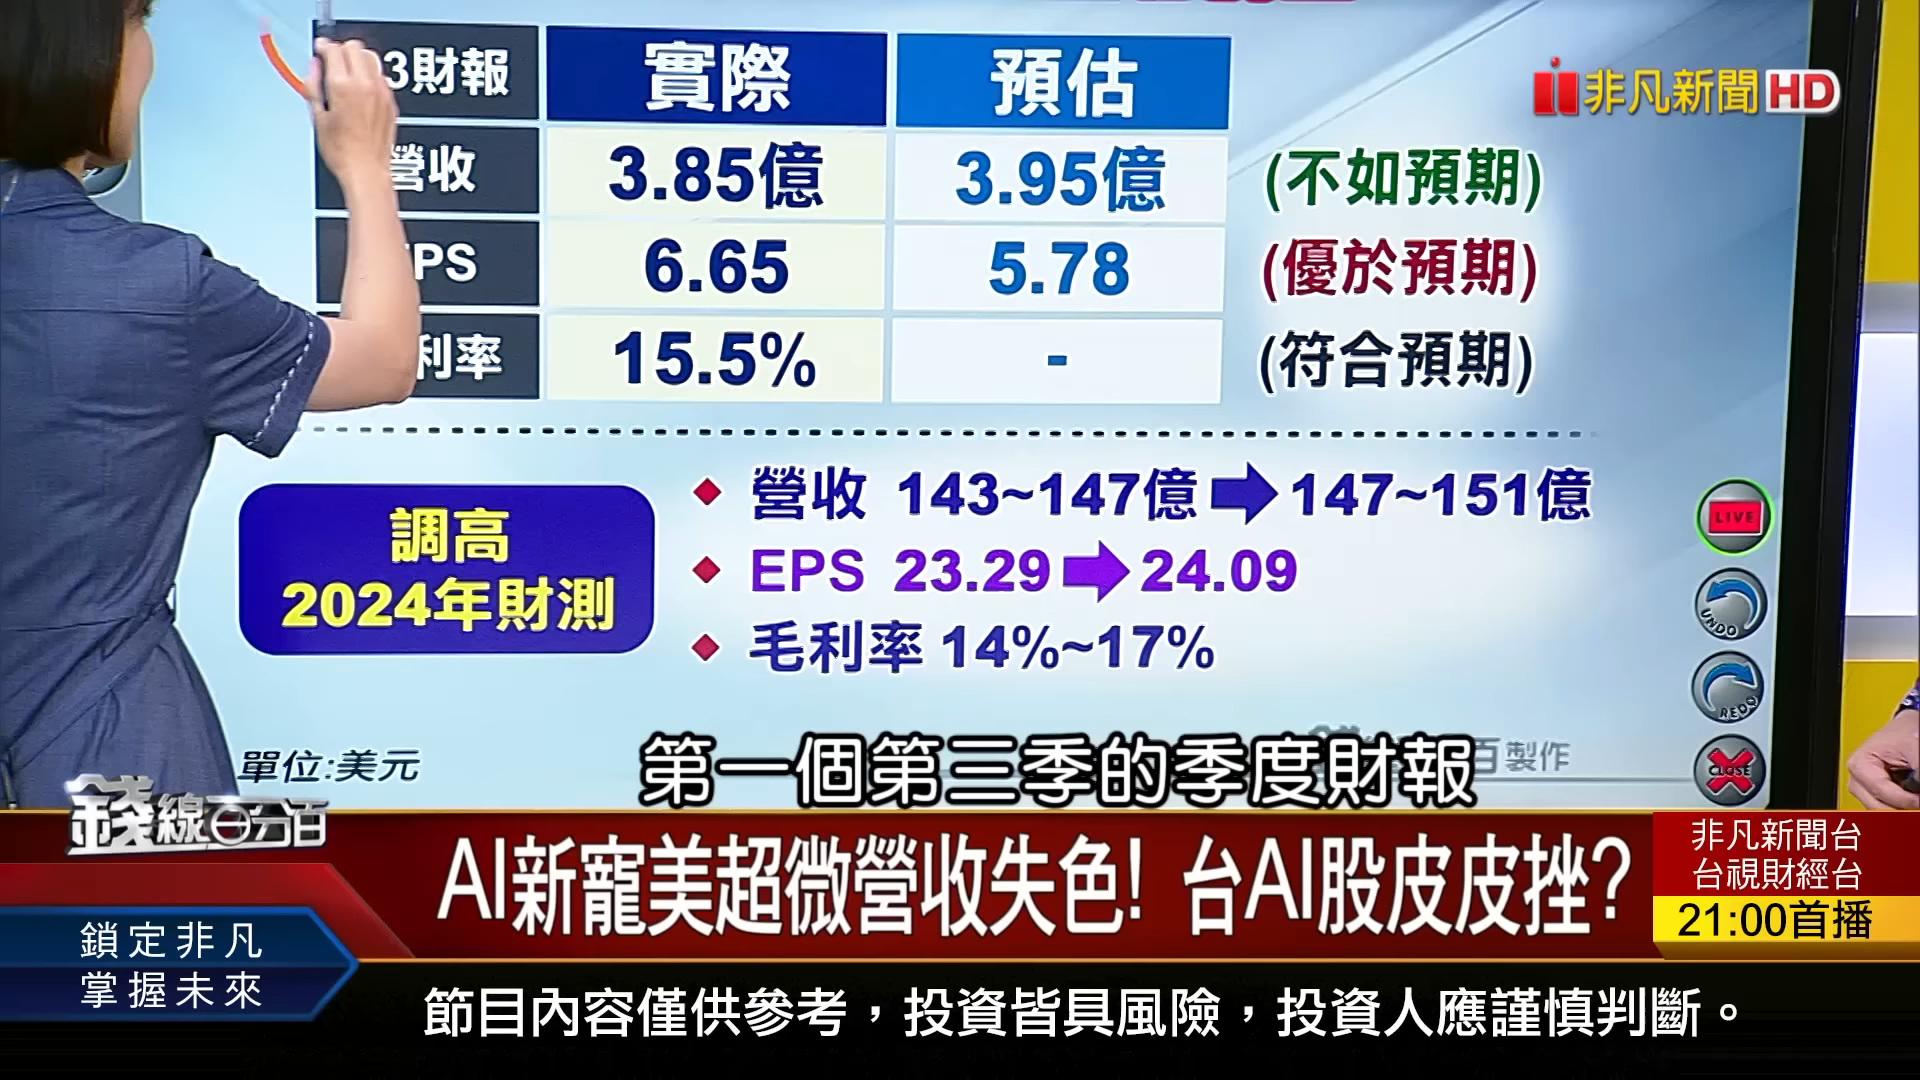 3財報 實際 預估
營收 3.85億 3.95億 (不如預期)
PS 6.65 5.78 (優於預期)
利率 15.5% - (符合預期)
非凡新聞HD
調高
2024年財測
營收 143~147億 147~151億
EPS 23.29 24.09
毛利率 14%~17%
LIVE
UNDO
REDO
CLOSE
單位:美元
百製作
第一個第三季的季度財報
錢線百分百
AI新寵美超微營收失色! 台AI股皮皮挫?
非凡新聞台
台視財經台
21:00首播
鎖定非凡
掌握未來
節目內容僅供參考,投資皆具風險,投資人應謹慎判斷。